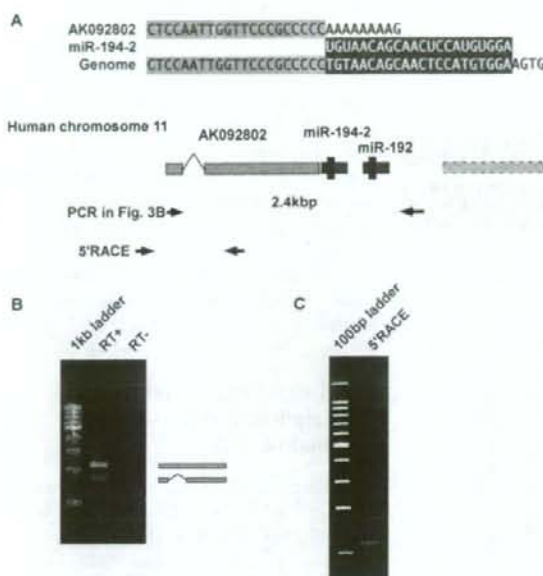 A
AK092802 CTCCAATTGGTTCCCGCCCCCAAAAAAAAG
miR-194-2 UGUAACAGCAACUCCAUGUGGA
Genome CTCCAATTGGTTCCCGCCCCCTGTAACAGCAACTCCATGTGGAAGTG
Human chromosome 11
AK092802
miR-194-2
miR-192
PCR in Fig. 3B
2.4kbp
5'RACE
B
1kb ladder
RT+
RT-
C
100bp ladder
5'RACE